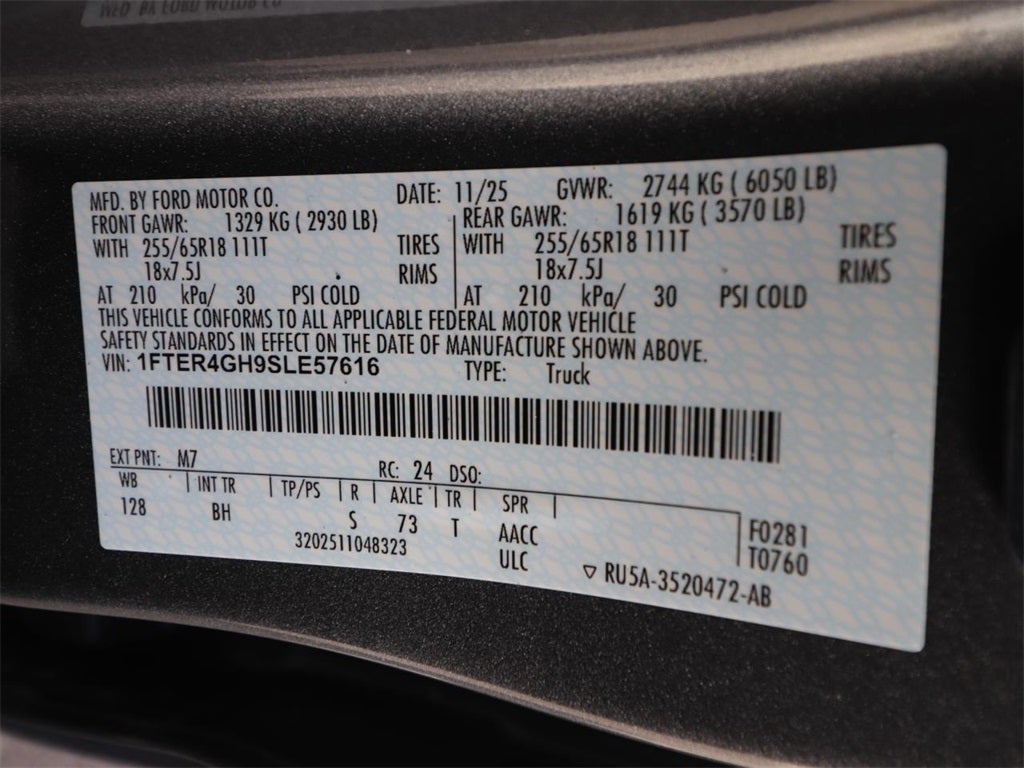 MFD. BY FORD MOTOR CO. DATE: 11/25 GVWR: 2744 KG ( 6050 LB)
FRONT GAWR: 1329 KG ( 2930 LB) REAR GAWR: 1619 KG ( 3570 LB)
WITH 255/65R18 111T TIRES WITH 255/65R18 111T TIRES
18x7.5J RIMS 18x7.5J RIMS
AT 210 kPa/ 30 PSI COLD AT 210 kPa/ 30 PSI COLD
THIS VEHICLE CONFORMS TO ALL APPLICABLE FEDERAL MOTOR VEHICLE
SAFETY STANDARDS IN EFFECT ON THE DATE OF MANUFACTURE SHOWN ABOVE.
VIN: 1FTER4GH9SLE57616 TYPE: Truck
EXT PNT: M7 RC: 24 DSO:
WB INT TR TP/PS R AXLE TR SPR
128 BH S 73 T AACC F0281
3202511048323 ULC T0760
▽ RU5A-3520472-AB